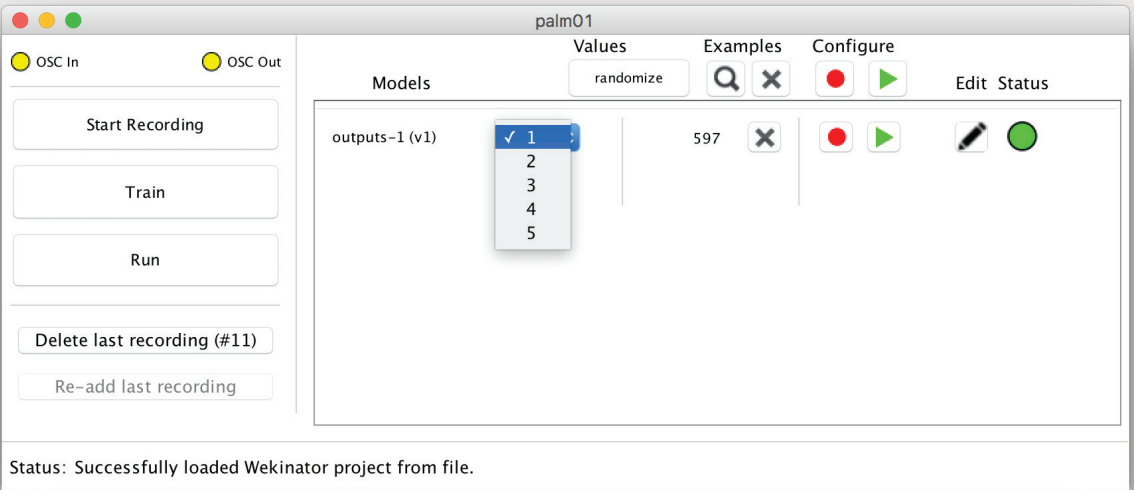 palm01
OSC In
OSC Out
Start Recording
Train
Run
Delete last recording (#11)
Re-add last recording
Values
Examples
Configure
Models
randomize
Edit
Status
outputs-1 (v1)
✓ 1
2
3
4
5
597
Status: Successfully loaded Wekinator project from file.